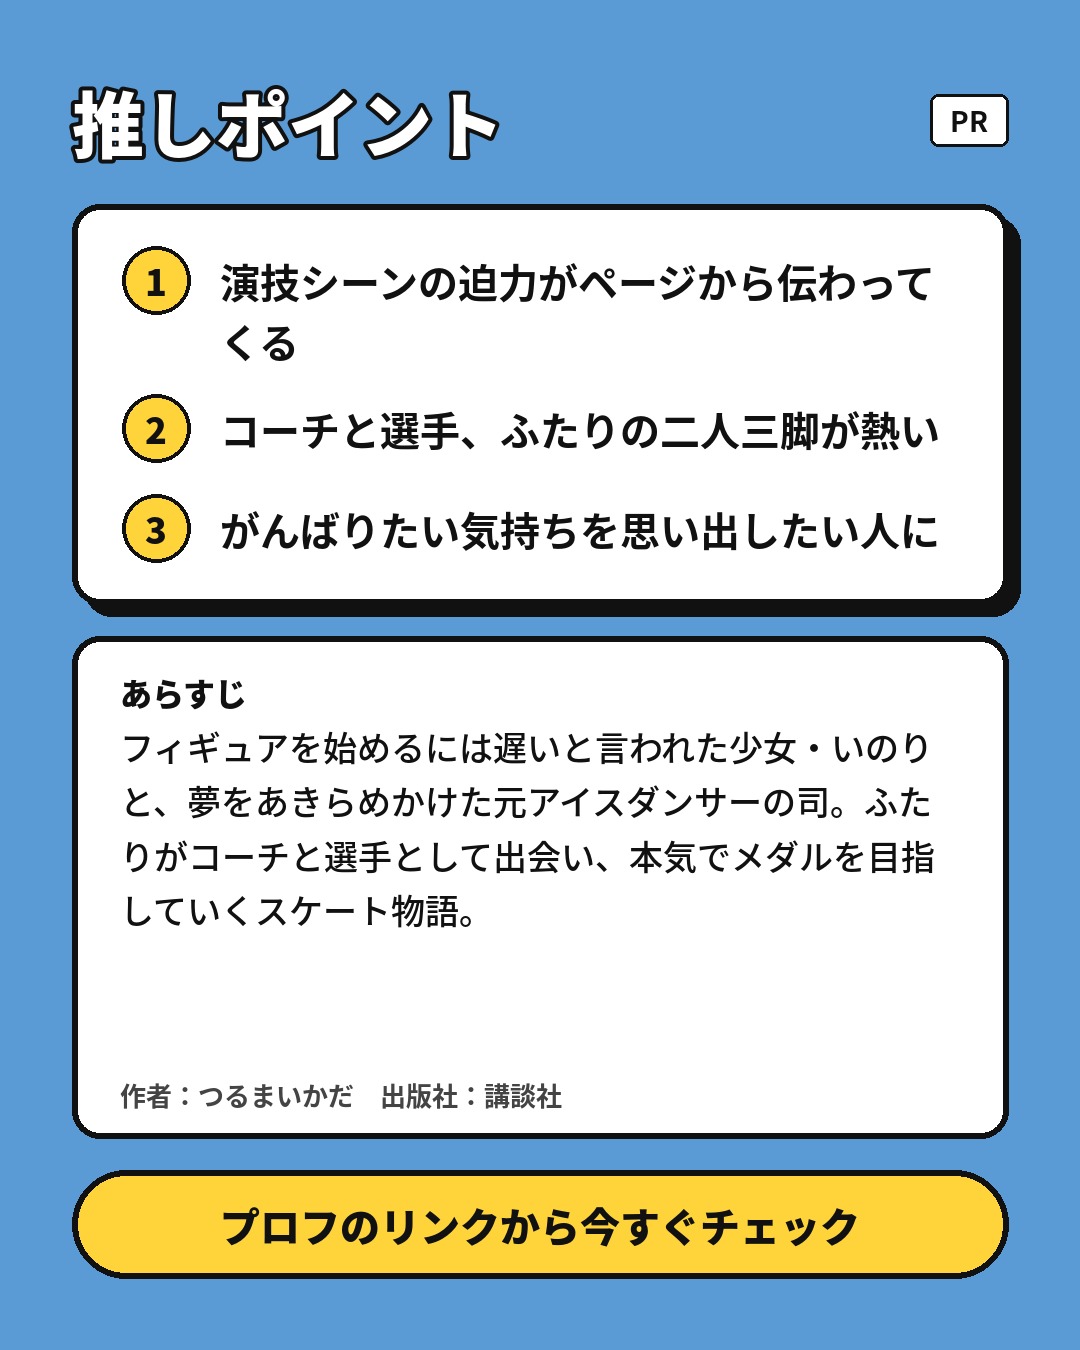 推しポイント
PR
1 演技シーンの迫力がページから伝わって
くる
2 コーチと選手、ふたりの二人三脚が熱い
3 がんばりたい気持ちを思い出したい人に
あらすじ
フィギュアを始めるには遅いと言われた少女・いのり
と、夢をあきらめかけた元アイスダンサーの司。ふた
りがコーチと選手として出会い、本気でメダルを目指
していくスケート物語。
作者：つるまいかだ　出版社：講談社
プロフのリンクから今すぐチェック